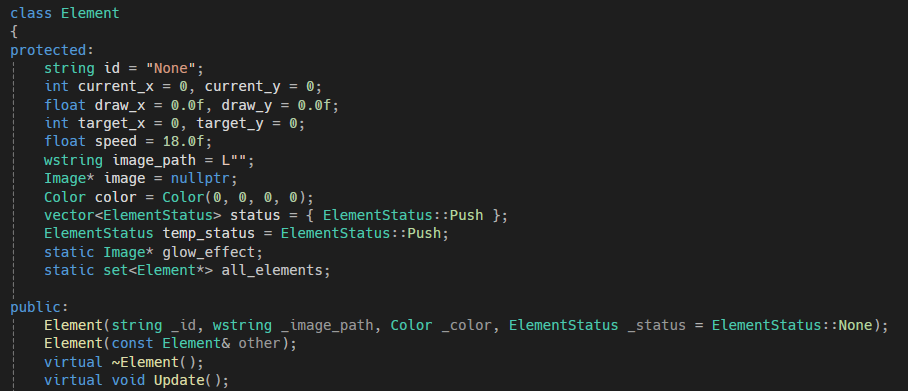 class Element
{
protected:
    string id = "None";
    int current_x = 0, current_y = 0;
    float draw_x = 0.0f, draw_y = 0.0f;
    int target_x = 0, target_y = 0;
    float speed = 18.0f;
    wstring image_path = L"";
    Image* image = nullptr;
    Color color = Color(0, 0, 0, 0);
    vector<ElementStatus> status = { ElementStatus::Push };
    ElementStatus temp_status = ElementStatus::Push;
    static Image* glow_effect;
    static set<Element*> all_elements;
public:
    Element(string _id, wstring _image_path, Color _color, ElementStatus _status = ElementStatus::None);
    Element(const Element& other);
    virtual ~Element();
    virtual void Update();